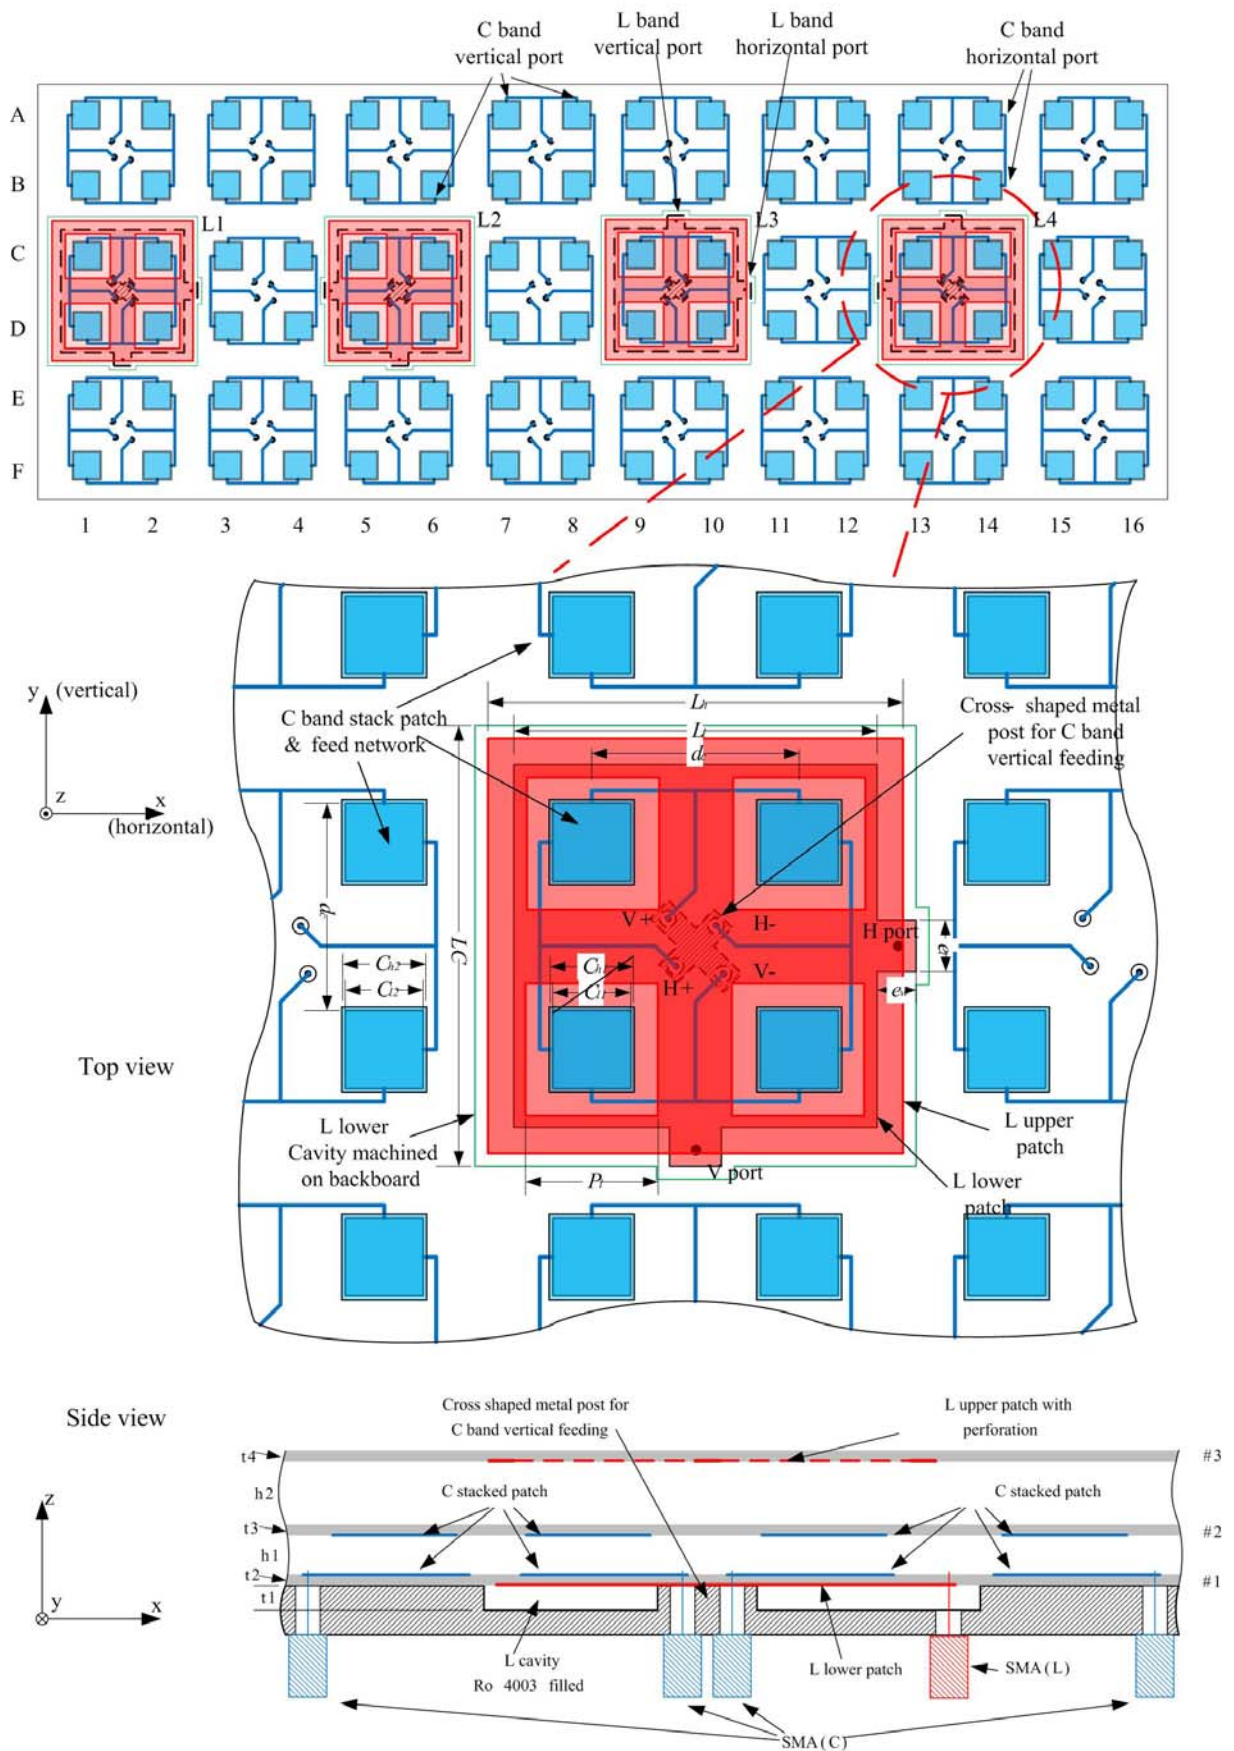 C band
vertical port
L band
vertical port
L band
horizontal port
C band
horizontal port
A
B
C
D
E
F
L1
L2
L3
L4
1 2 3 4 5 6 7 8 9 10 11 12 13 14 15 16
y (vertical)
z
x
(horizontal)
C band stack patch
& feed network
Cross- shaped metal
post for C band
vertical feeding
LC
Ch2
Cl2
V+
H-
H+
V-
H port
V port
Top view
L lower
Cavity machined
on backboard
L upper
patch
L lower
patch
Side view
Cross shaped metal post for
C band vertical feeding
L upper patch with
perforation
t4
h2
t3
h1
t2
t1
C stacked patch
C stacked patch
#3
#2
#1
z
y
x
L cavity
Ro 4003 filled
L lower patch
SMA(L)
SMA(C)